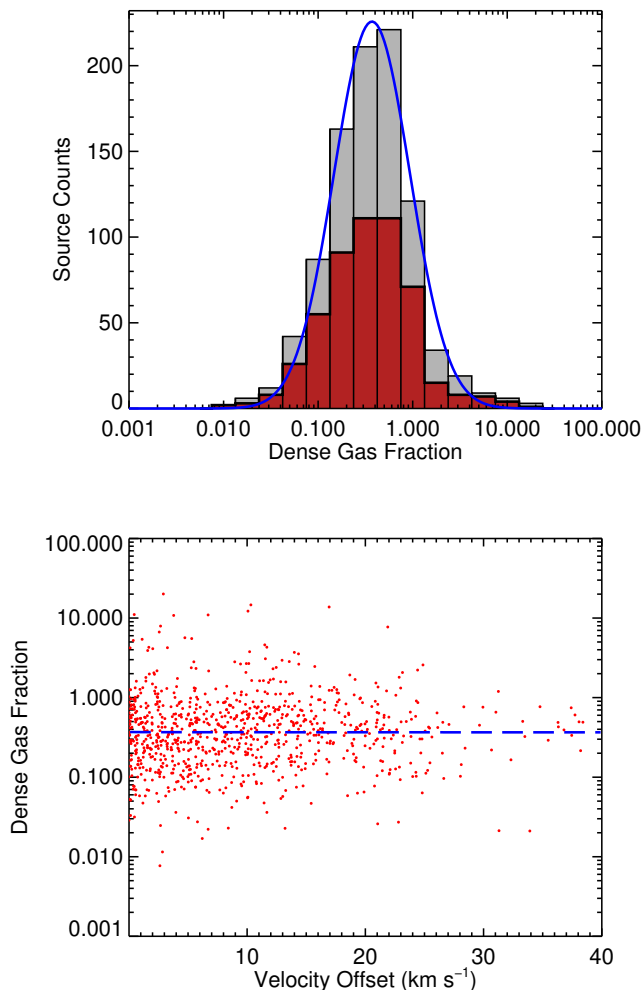 200
150
Source Counts
100
50
0
0.001 0.010 0.100 1.000 10.000 100.000
Dense Gas Fraction
100.000
10.000
1.000
Dense Gas Fraction
0.100
0.010
0.001
10 20 30 40
Velocity Offset (km s⁻¹)